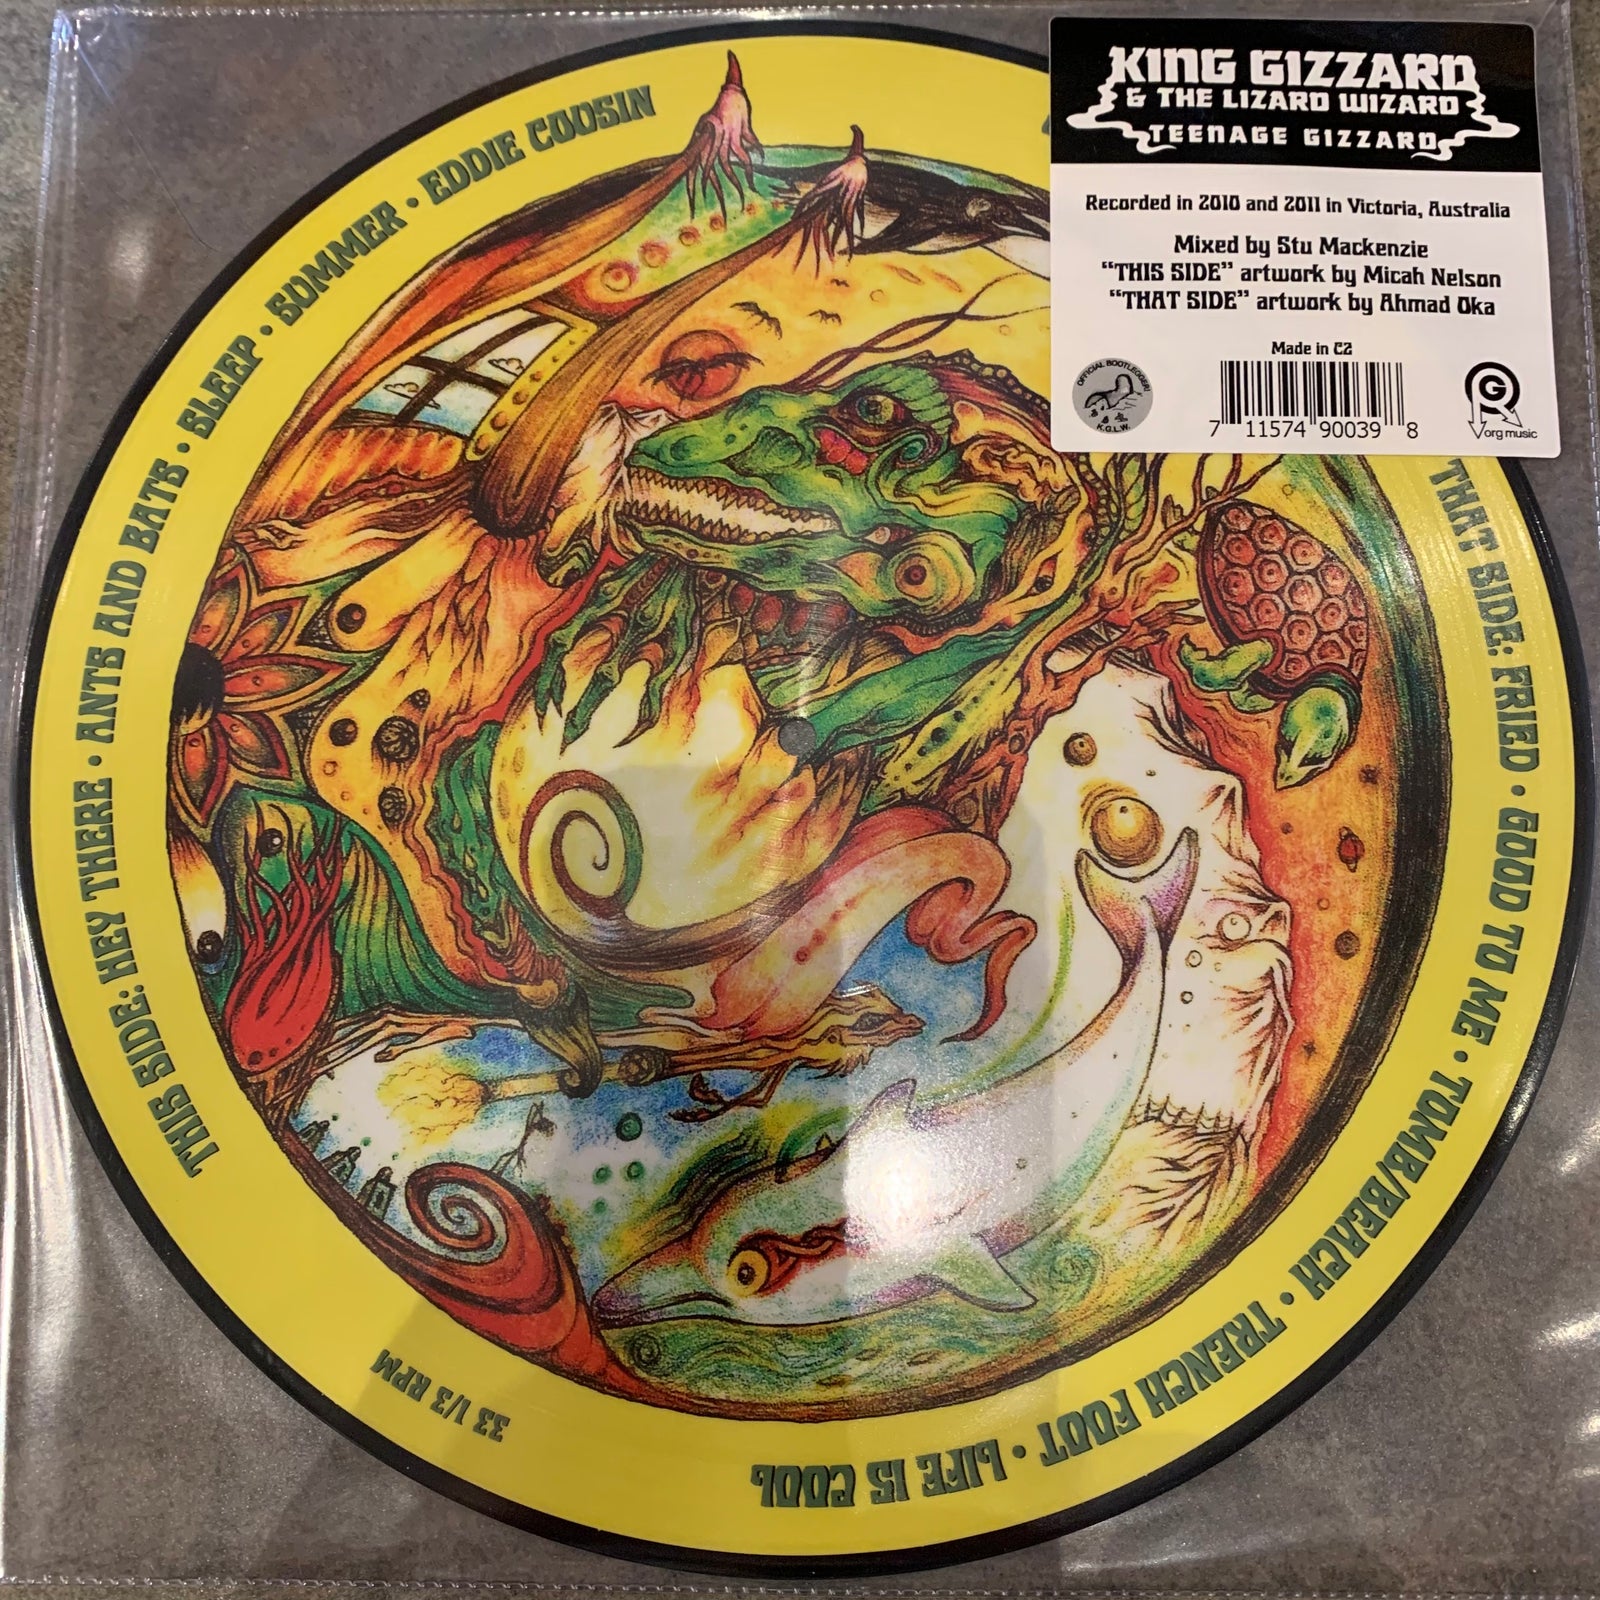 KING GIZZARD
& THE LIZARD WIZARD
TEENAGE GIZZARD
Recorded in 2010 and 2011 in Victoria, Australia
Mixed by Stu Mackenzie
“THIS SIDE” artwork by Micah Nelson
“THAT SIDE” artwork by Ahmad Oka
Made in CZ
OFFICIAL BOOTLEGGER!
K.G.L.W.
7 11574 90039 8
org music
THIS SIDE: HEY THERE • ANTS AND BATS • SLEEP • SUMMER • EDDIE COUSIN
THAT SIDE: FRIED • GOOD TO ME • TOMB/BEACH • TRENCH FOOT • LIFE IS COOL
33 1/3 RPM